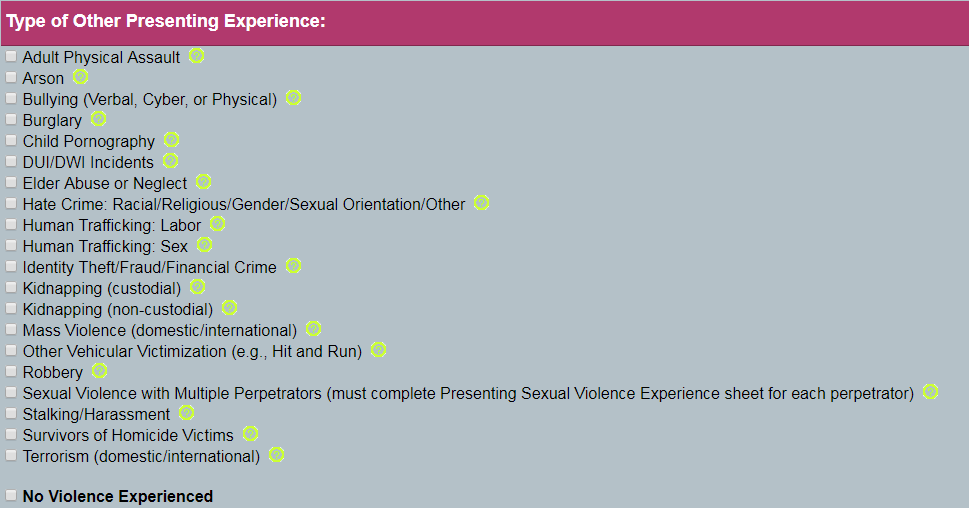 Type of Other Presenting Experience:
Adult Physical Assault
Arson
Bullying (Verbal, Cyber, or Physical)
Burglary
Child Pornography
DUI/DWI Incidents
Elder Abuse or Neglect
Hate Crime: Racial/Religious/Gender/Sexual Orientation/Other
Human Trafficking: Labor
Human Trafficking: Sex
Identity Theft/Fraud/Financial Crime
Kidnapping (custodial)
Kidnapping (non-custodial)
Mass Violence (domestic/international)
Other Vehicular Victimization (e.g., Hit and Run)
Robbery
Sexual Violence with Multiple Perpetrators (must complete Presenting Sexual Violence Experience sheet for each perpetrator)
Stalking/Harassment
Survivors of Homicide Victims
Terrorism (domestic/international)
No Violence Experienced